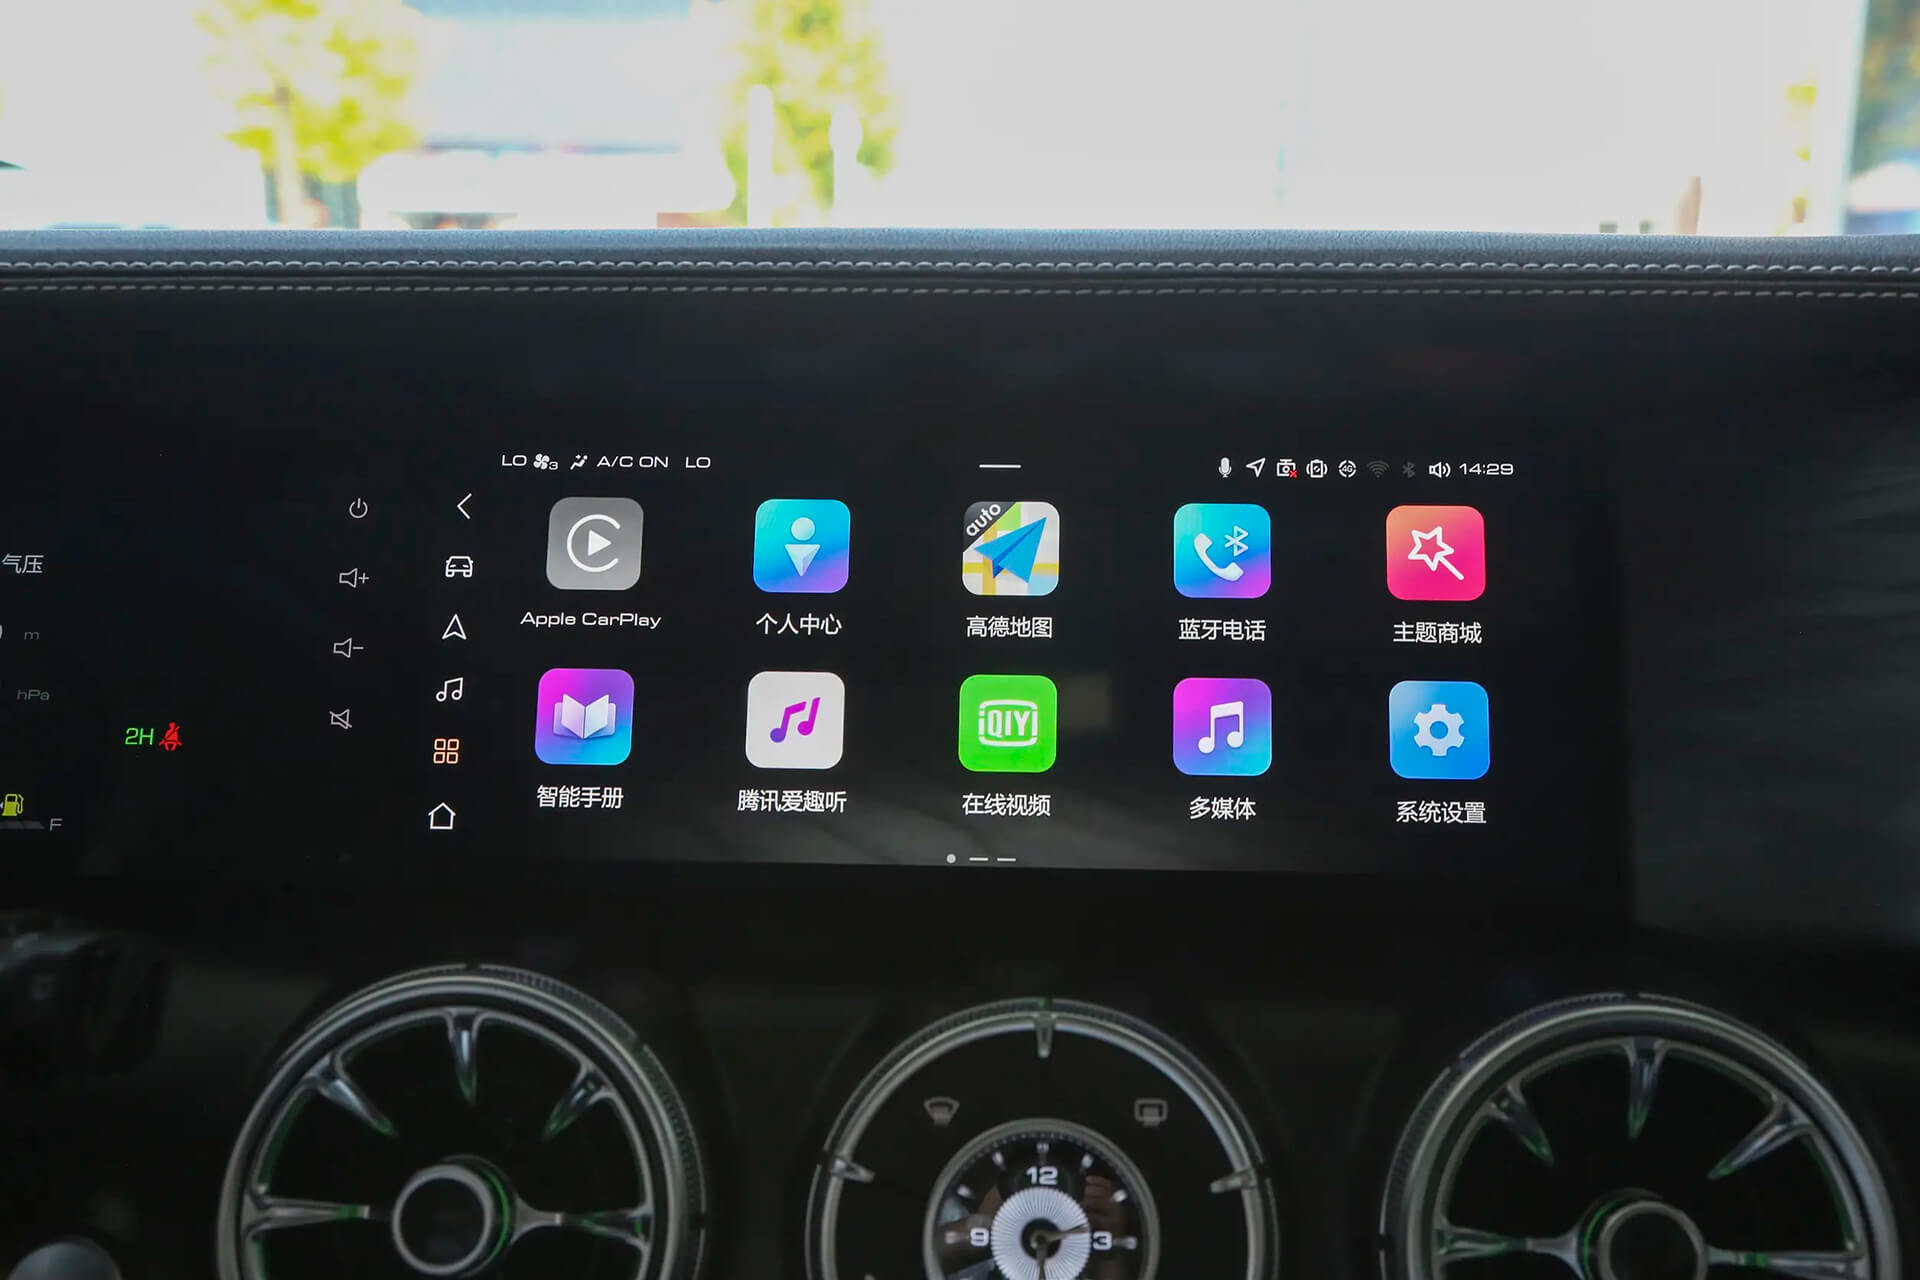 LO 3 A/C ON LO
4G 14:29
气压
m
hPa
2H
F
auto
Apple CarPlay
个人中心
高德地图
蓝牙电话
主题商城
iQIYI
智能手册
腾讯爱趣听
在线视频
多媒体
系统设置
12
9 3